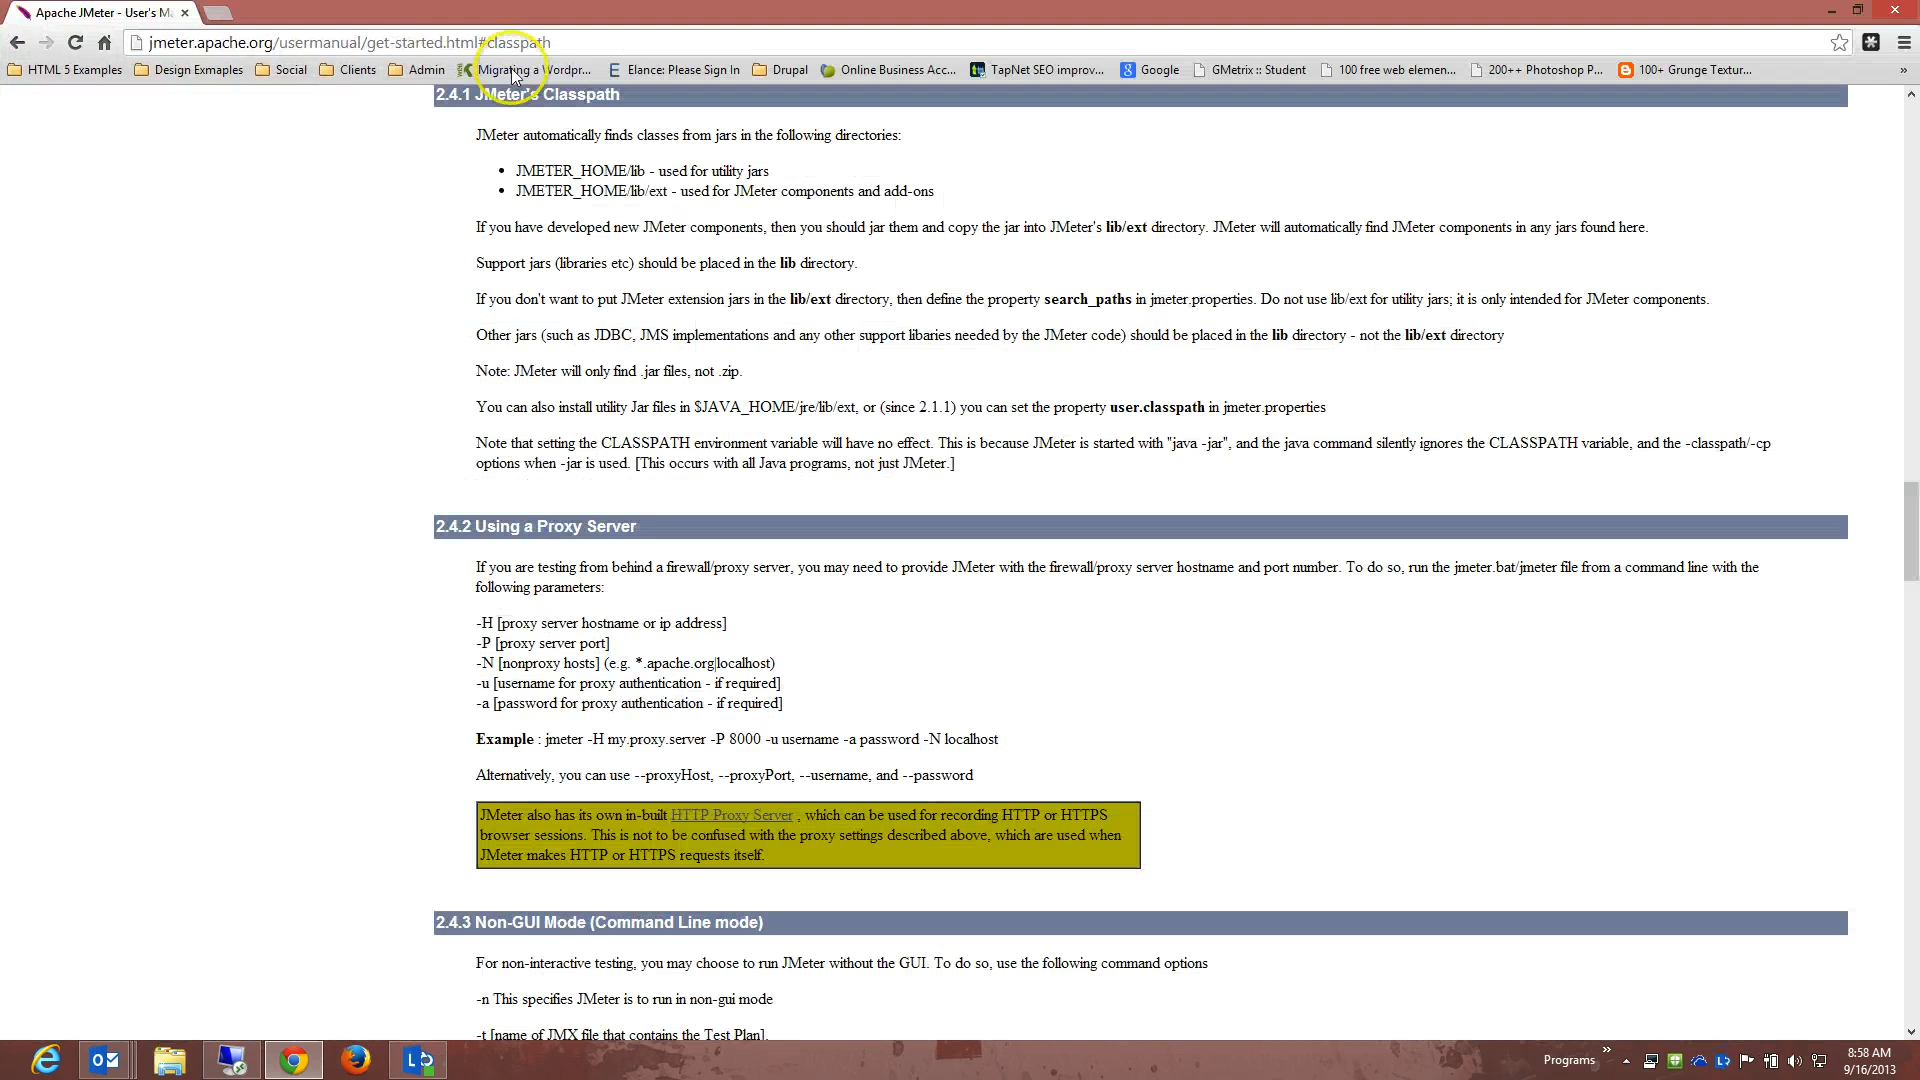 Apache JMeter - User's Ma
jmeter.apache.org/usermanual/get-started.html#classpath
HTML 5 Examples Design Exmaples Social Clients Admin Migrating a Wordpr... Elance: Please Sign In Drupal Online Business Acc... TapNet SEO improv... Google GMetrix :: Student 100 free web elemen... 200++ Photoshop P... 100+ Grunge Textur... »
2.4.1 JMeter's Classpath
JMeter automatically finds classes from jars in the following directories:
• JMETER_HOME/lib - used for utility jars
• JMETER_HOME/lib/ext - used for JMeter components and add-ons
If you have developed new JMeter components, then you should jar them and copy the jar into JMeter's lib/ext directory. JMeter will automatically find JMeter components in any jars found here.
Support jars (libraries etc) should be placed in the lib directory.
If you don't want to put JMeter extension jars in the lib/ext directory, then define the property search_paths in jmeter.properties. Do not use lib/ext for utility jars; it is only intended for JMeter components.
Other jars (such as JDBC, JMS implementations and any other support libaries needed by the JMeter code) should be placed in the lib directory - not the lib/ext directory
Note: JMeter will only find .jar files, not .zip.
You can also install utility Jar files in $JAVA_HOME/jre/lib/ext, or (since 2.1.1) you can set the property user.classpath in jmeter.properties
Note that setting the CLASSPATH environment variable will have no effect. This is because JMeter is started with "java -jar", and the java command silently ignores the CLASSPATH variable, and the -classpath/-cp
options when -jar is used. [This occurs with all Java programs, not just JMeter.]
2.4.2 Using a Proxy Server
If you are testing from behind a firewall/proxy server, you may need to provide JMeter with the firewall/proxy server hostname and port number. To do so, run the jmeter.bat/jmeter file from a command line with the
following parameters:
-H [proxy server hostname or ip address]
-P [proxy server port]
-N [nonproxy hosts] (e.g. *.apache.org|localhost)
-u [username for proxy authentication - if required]
-a [password for proxy authentication - if required]
Example : jmeter -H my.proxy.server -P 8000 -u username -a password -N localhost
Alternatively, you can use --proxyHost, --proxyPort, --username, and --password
JMeter also has its own in-built HTTP Proxy Server , which can be used for recording HTTP or HTTPS
browser sessions. This is not to be confused with the proxy settings described above, which are used when
JMeter makes HTTP or HTTPS requests itself.
2.4.3 Non-GUI Mode (Command Line mode)
For non-interactive testing, you may choose to run JMeter without the GUI. To do so, use the following command options
-n This specifies JMeter is to run in non-gui mode
-t [name of JMX file that contains the Test Plan].
Programs »
8:58 AM
9/16/2013